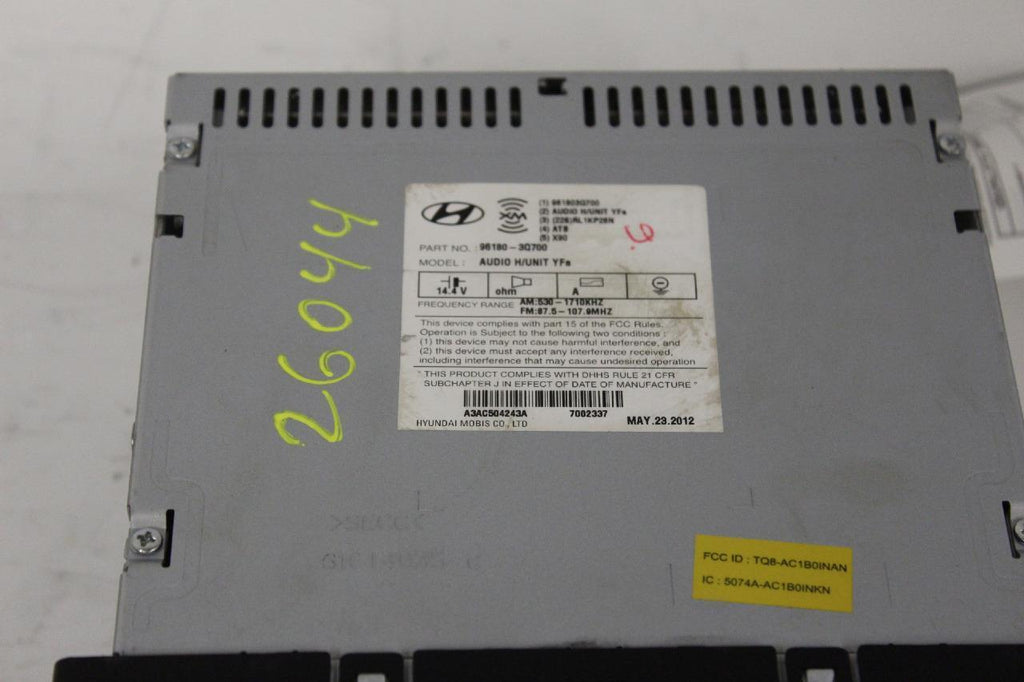 26044
XM
(1) 961803Q700
(2) AUDIO H/UNIT YFa
(3) (226)RL1KP26N
(4) AT8
(5) X90
PART NO. : 96180 - 3Q700
MODEL : AUDIO H/UNIT YFa
14.4 V ohm A
FREQUENCY RANGE AM:530 - 1710KHZ
FM:87.5 - 107.9MHZ
This device complies with part 15 of the FCC Rules.
Operation is Subject to the following two conditions :
(1) this device may not cause harmful interference, and
(2) this device must accept any interference received,
including interference that may cause undesired operation
" THIS PRODUCT COMPLIES WITH DHHS RULE 21 CFR
SUBCHAPTER J IN EFFECT OF DATE OF MANUFACTURE "
A3AC504243A 7002337
HYUNDAI MOBIS CO., LTD MAY.23.2012
FCC ID : TQ8-AC1B0INAN
IC : 5074A-AC1B0INKN